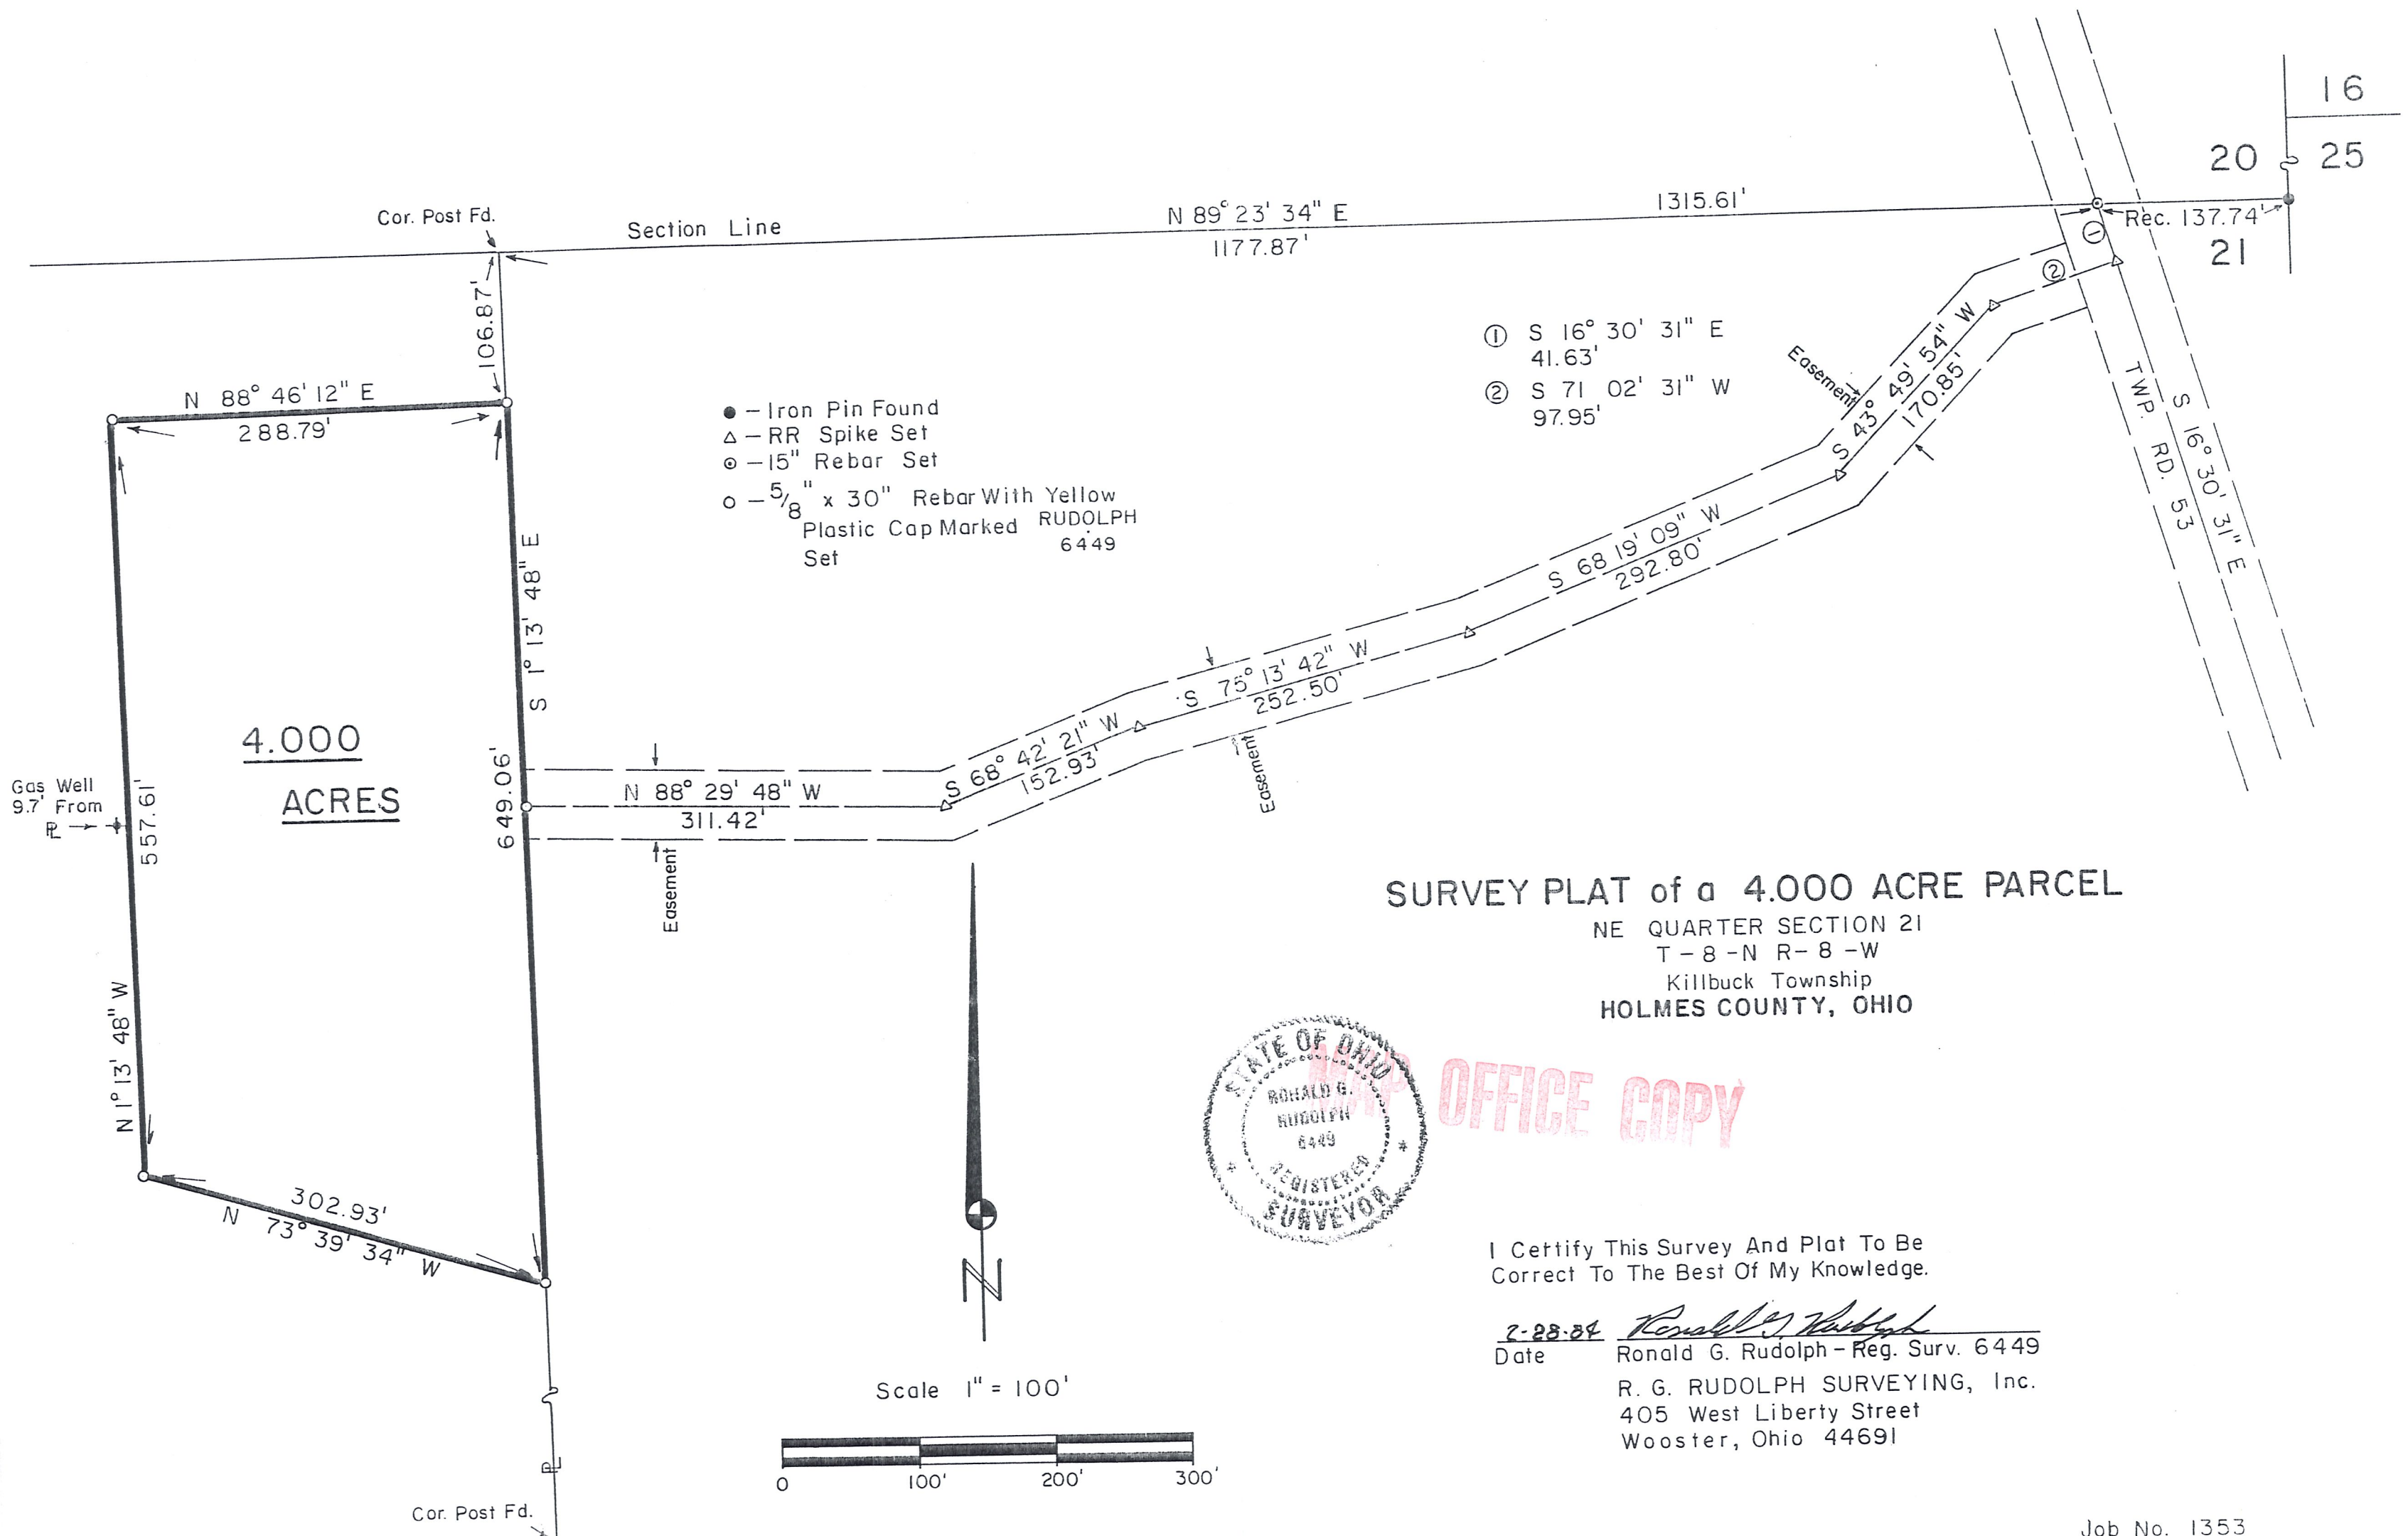 16
20 25
21
Cor. Post Fd.
Section Line
N 89° 23' 34" E
1177.87'
1315.61'
Rec. 137.74'
①
②
106.87'
N 88° 46' 12" E
288.79'
● – Iron Pin Found
△ – RR Spike Set
⊙ – 15" Rebar Set
○ – 5/8" x 30" Rebar With Yellow
Plastic Cap Marked RUDOLPH
Set 6449
① S 16° 30' 31" E
41.63'
② S 71 02' 31" W
97.95'
Easement
S 43° 49' 54" W
170.85'
TWP. RD. 53
S 16° 30' 31" E
S 68 19' 09" W
292.80'
S 75° 13' 42" W
252.50'
Easement
S 68° 42' 21" W
152.93'
N 88° 29' 48" W
311.42'
Easement
S 1° 13' 48" E
649.06'
4.000
ACRES
Gas Well
9.7' From
PL
557.61'
N 1° 13' 48" W
302.93'
N 73° 39' 34" W
PL
Cor. Post Fd.
N
Scale 1" = 100'
0 100' 200' 300'
SURVEY PLAT of a 4.000 ACRE PARCEL
NE QUARTER SECTION 21
T-8-N R-8-W
Killbuck Township
HOLMES COUNTY, OHIO
STATE OF OHIO
RONALD G.
RUDOLPH
6449
REGISTERED
SURVEYOR
MAP OFFICE COPY
I Certify This Survey And Plat To Be
Correct To The Best Of My Knowledge.
2-28-84 Ronald G. Rudolph
Date Ronald G. Rudolph – Reg. Surv. 6449
R. G. RUDOLPH SURVEYING, Inc.
405 West Liberty Street
Wooster, Ohio 44691
Job No. 1353